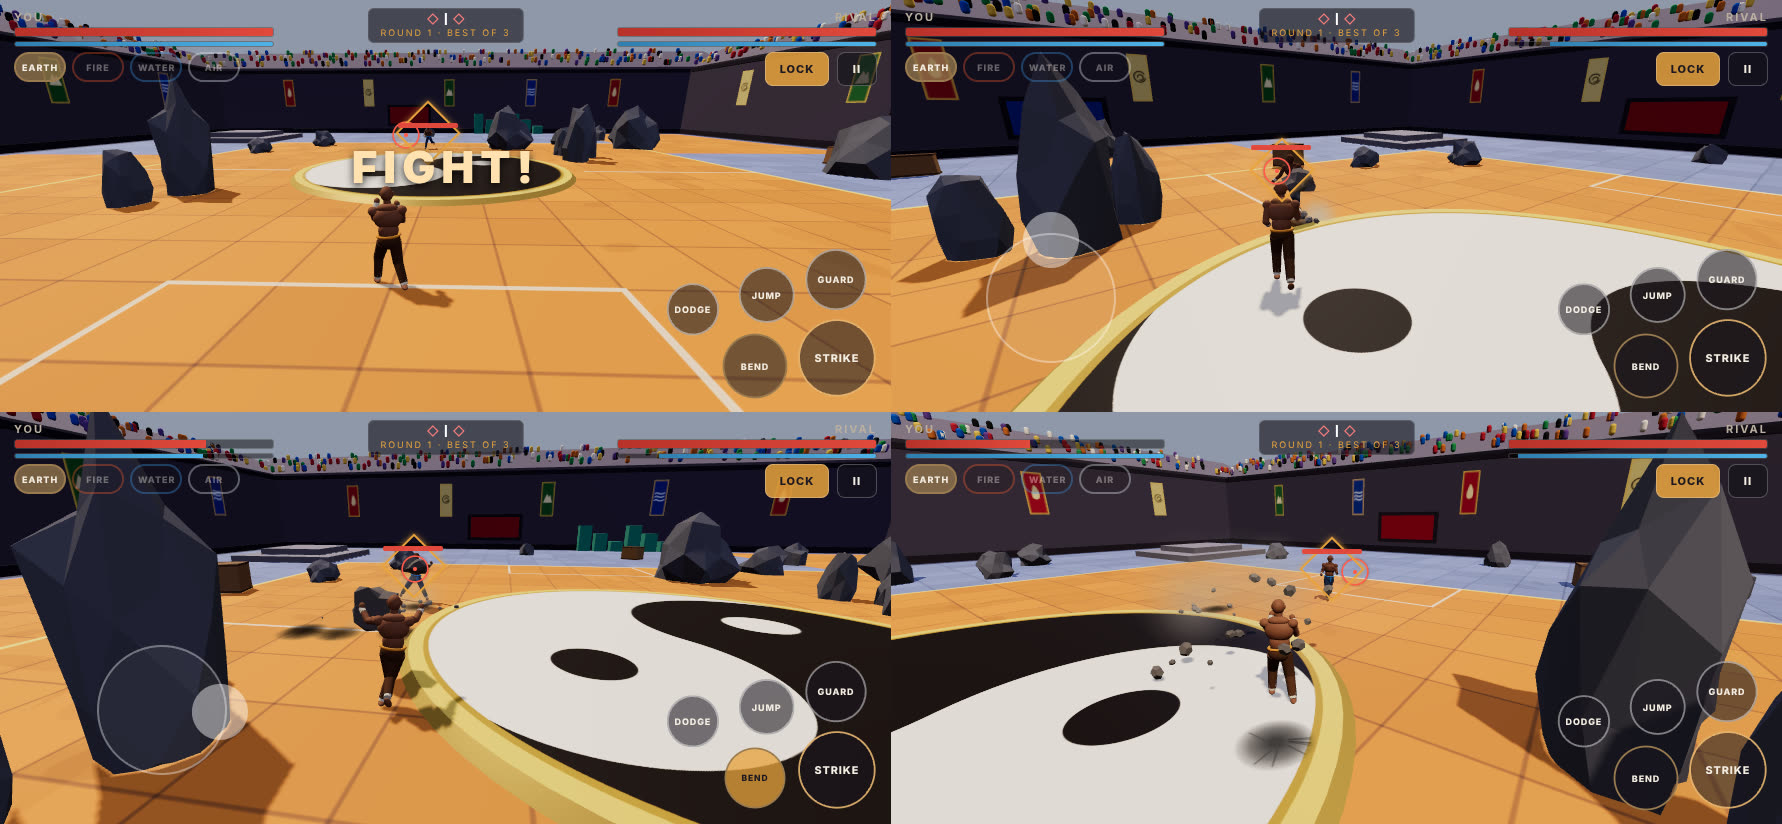 YOU
ROUND 1 · BEST OF 3
RIVAL
EARTH FIRE WATER AIR
LOCK
FIGHT!
GUARD
JUMP
DODGE
STRIKE
BEND
YOU
ROUND 1 · BEST OF 3
RIVAL
EARTH FIRE WATER AIR
LOCK
GUARD
JUMP
DODGE
STRIKE
BEND
YOU
ROUND 1 · BEST OF 3
RIVAL
EARTH FIRE WATER AIR
LOCK
GUARD
JUMP
DODGE
STRIKE
BEND
YOU
ROUND 1 · BEST OF 3
RIVAL
EARTH FIRE WATER AIR
LOCK
GUARD
JUMP
DODGE
STRIKE
BEND